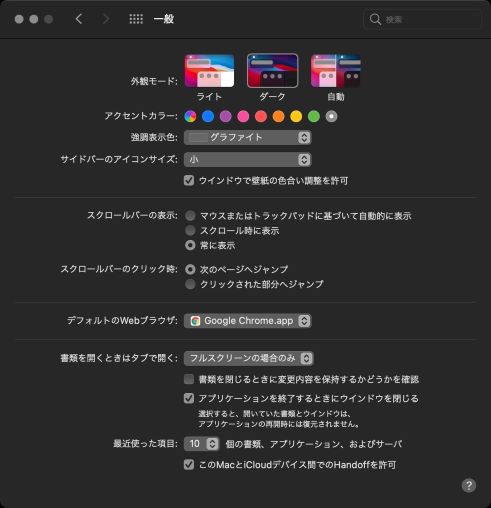 一般
検索
外観モード:
ライト
ダーク
自動
アクセントカラー:
強調表示色:
グラファイト
サイドバーのアイコンサイズ:
小
ウインドウで壁紙の色合い調整を許可
スクロールバーの表示:
マウスまたはトラックパッドに基づいて自動的に表示
スクロール時に表示
常に表示
スクロールバーのクリック時:
次のページへジャンプ
クリックされた部分へジャンプ
デフォルトのWebブラウザ:
Google Chrome.app
書類を開くときはタブで開く:
フルスクリーンの場合のみ
書類を閉じるときに変更内容を保持するかどうかを確認
アプリケーションを終了するときにウインドウを閉じる
選択すると、開いていた書類とウインドウは、
アプリケーションの再開時には復元されません。
最近使った項目:
10
個の書類、アプリケーション、およびサーバ
このMacとiCloudデバイス間でのHandoffを許可
?